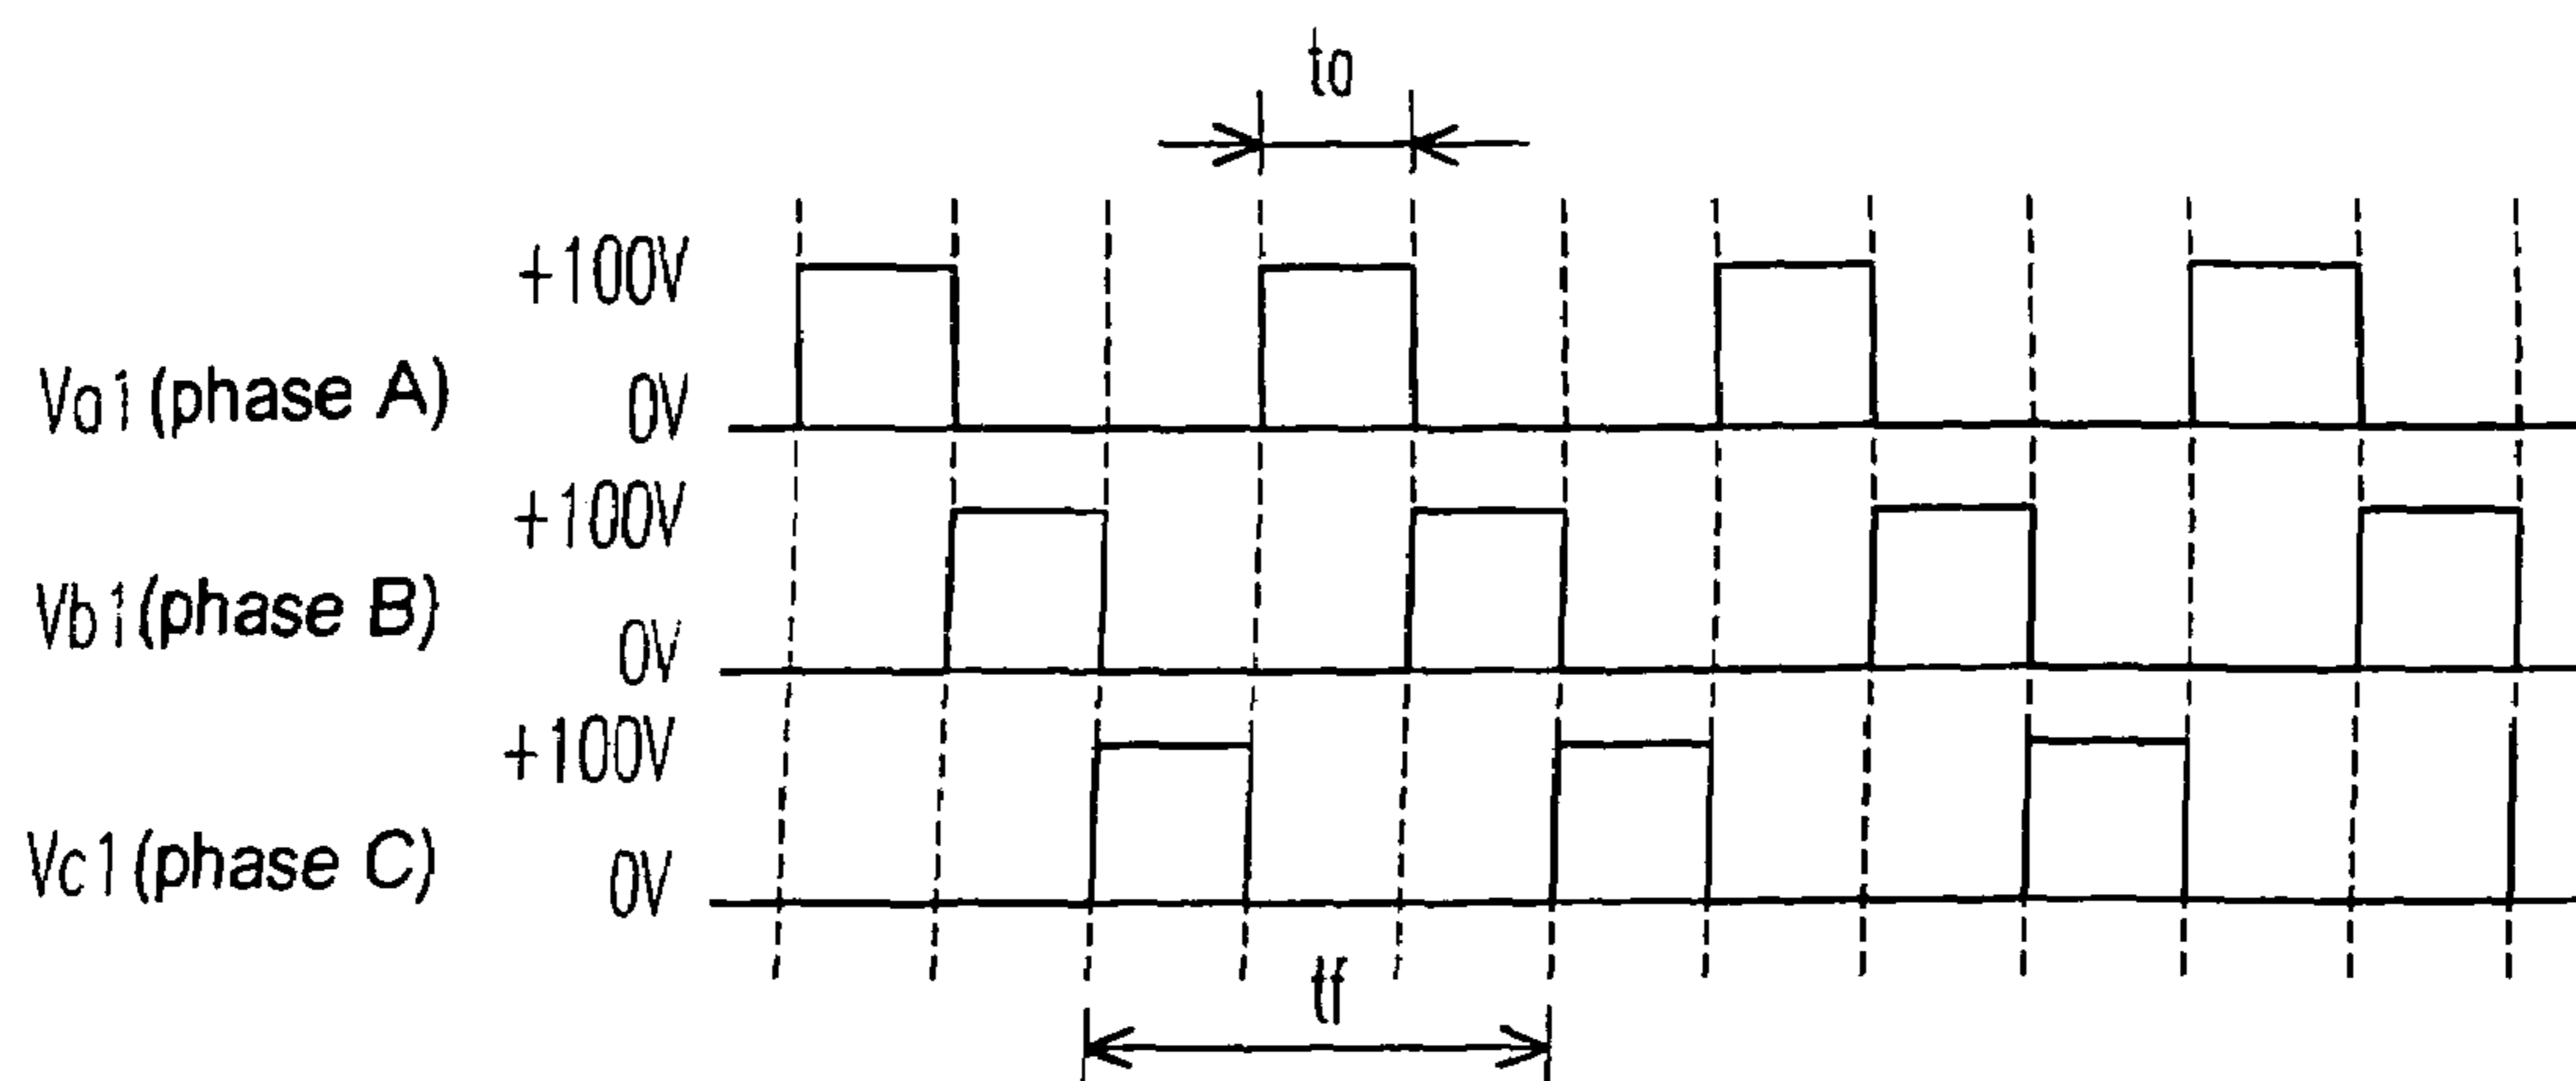 ta
+100V
Va1 (phase A) 0V
+100V
Vb1 (phase B) 0V
+100V
Vc1 (phase C) 0V
tf